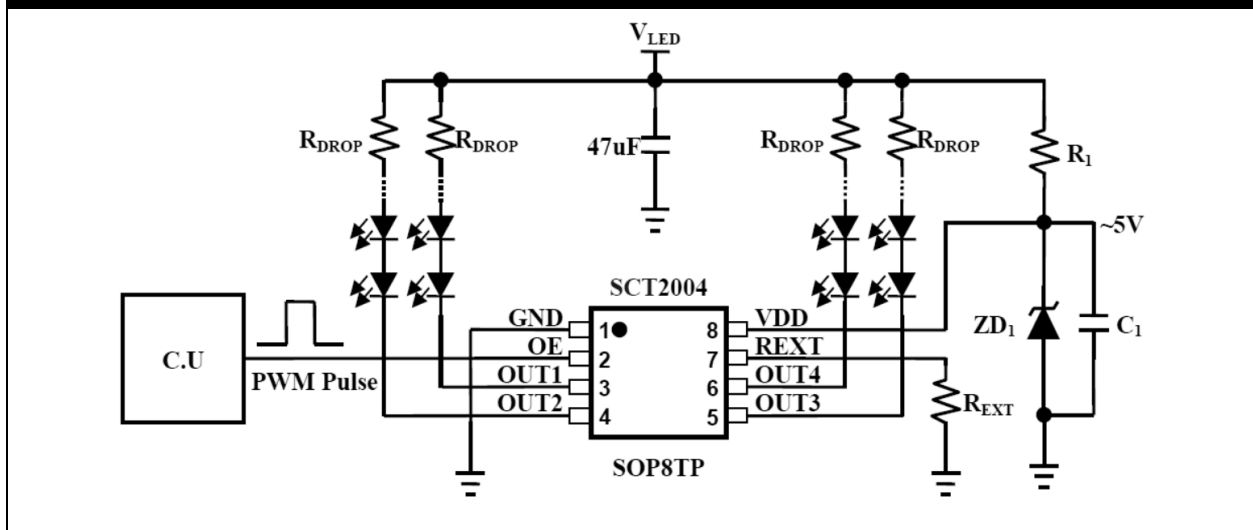 VLED
RDROP
RDROP
47uF
RDROP
RDROP
R1
~5V
SCT2004
GND
1
8
VDD
ZD1
C1
C.U
OE
2
7
REXT
PWM Pulse
OUT1
3
6
OUT4
OUT2
4
5
OUT3
REXT
SOP8TP